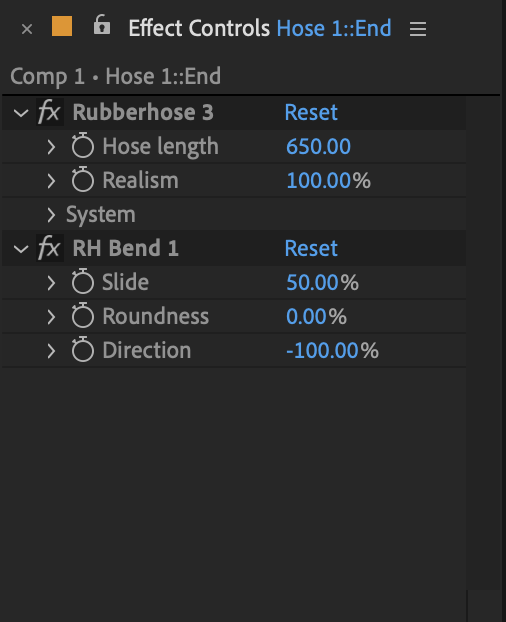 × Effect Controls Hose 1::End
Comp 1 • Hose 1::End
fx Rubberhose 3 Reset
Hose length 650.00
Realism 100.00%
System
fx RH Bend 1 Reset
Slide 50.00%
Roundness 0.00%
Direction -100.00%